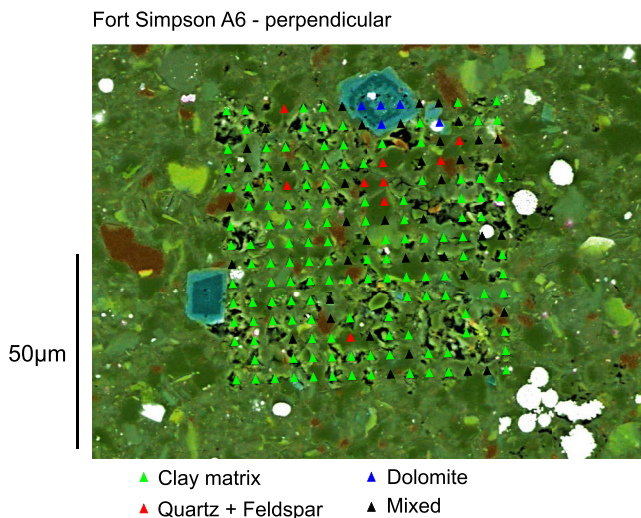 Fort Simpson A6 - perpendicular
50µm
Clay matrix
Dolomite
Quartz + Feldspar
Mixed